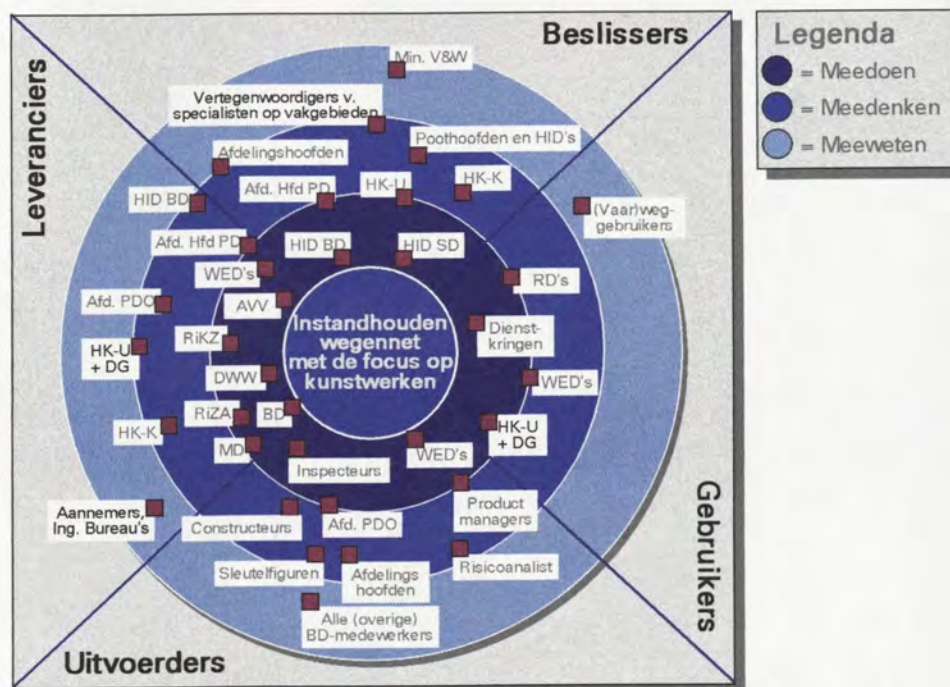 Beslissers
Leveranciers
Gebruikers
Uitvoerders
Min. V&W
Vertegenwoordigers v.
specialisten op vakgebieden
Poothoofden en HID's
Afdelingshoofden
HK-K
HK-U
Afd. Hfd PD
HID BD
(Vaar)weg-
gebruikers
Afd. Hfd PD
HID BD
HID SD
WED's
RD's
AVV
Afd. PDO
Dienst-
kringen
Instandhouden
wegennet
met de focus op
kunstwerken
RiKZ
HK-U
+ DG
DWW
WED's
RiZA
BD
HK-U
+ DG
HK-K
MD
WED's
Inspecteurs
Aannemers,
Ing. Bureau's
Constructeurs
Afd. PDO
Product
managers
Sleutelfiguren
Afdelings
hoofden
Risicoanalist
Alle (overige)
BD-medewerkers
Legenda
= Meedoen
= Meedenken
= Meeweten